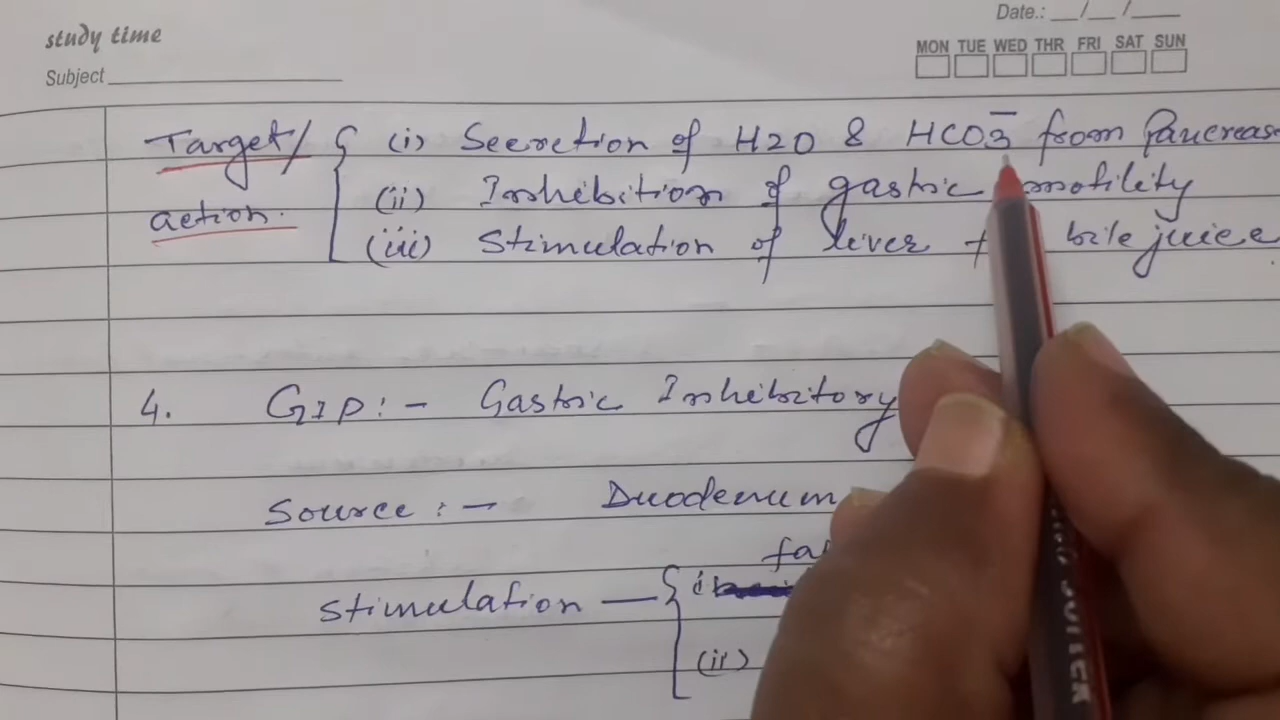 Date.: __/__/____
study time
MON TUE WED THR FRI SAT SUN
Subject
Target/ { (i) Secretion of H2O & HCO3̅ from Pancreas
action. (ii) Inhibition of gastric motility
(iii) Stimulation of liver bile juice
4. GIP:- Gastric Inhibitory
Source:- Duodenum
stimulation — {
(ii)